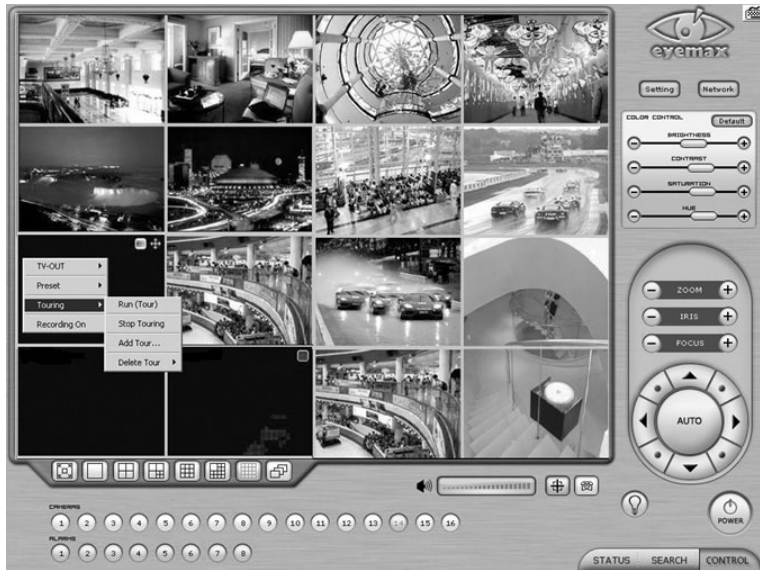 eyemax
Setting
Network
COLOR CONTROL
Default
BRIGHTNESS
CONTRAST
SATURATION
HUE
TV-OUT
Preset
Touring
Recording On
Run (Tour)
Stop Touring
Add Tour...
Delete Tour
ZOOM
IRIS
FOCUS
AUTO
CAMERAS
1 2 3 4 5 6 7 8 9 10 11 12 13 14 15 16
ALARMS
1 2 3 4 5 6 7 8
POWER
STATUS SEARCH CONTROL